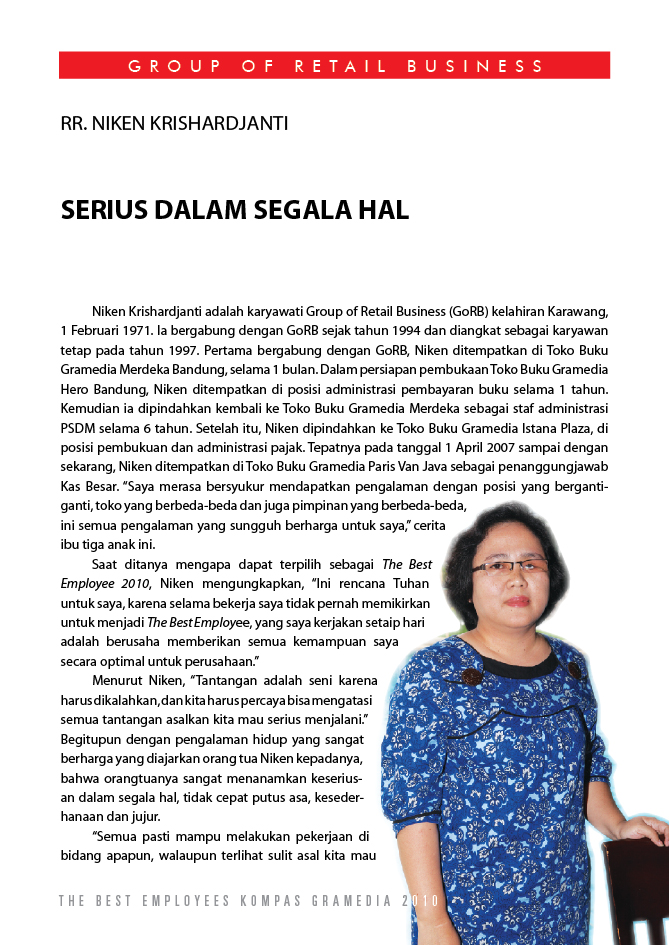 GROUP OF RETAIL BUSINESS
RR. NIKEN KRISHARDJANTI
SERIUS DALAM SEGALA HAL
Niken Krishardjanti adalah karyawati Group of Retail Business (GoRB) kelahiran Karawang,
1 Februari 1971. Ia bergabung dengan GoRB sejak tahun 1994 dan diangkat sebagai karyawan
tetap pada tahun 1997. Pertama bergabung dengan GoRB, Niken ditempatkan di Toko Buku
Gramedia Merdeka Bandung, selama 1 bulan. Dalam persiapan pembukaan Toko Buku Gramedia
Hero Bandung, Niken ditempatkan di posisi administrasi pembayaran buku selama 1 tahun.
Kemudian ia dipindahkan kembali ke Toko Buku Gramedia Merdeka sebagai staf administrasi
PSDM selama 6 tahun. Setelah itu, Niken dipindahkan ke Toko Buku Gramedia Istana Plaza, di
posisi pembukuan dan administrasi pajak. Tepatnya pada tanggal 1 April 2007 sampai dengan
sekarang, Niken ditempatkan di Toko Buku Gramedia Paris Van Java sebagai penanggungjawab
Kas Besar. “Saya merasa bersyukur mendapatkan pengalaman dengan posisi yang berganti-
ganti, toko yang berbeda-beda dan juga pimpinan yang berbeda-beda,
ini semua pengalaman yang sungguh berharga untuk saya,” cerita
ibu tiga anak ini.
Saat ditanya mengapa dapat terpilih sebagai The Best
Employee 2010, Niken mengungkapkan, “Ini rencana Tuhan
untuk saya, karena selama bekerja saya tidak pernah memikirkan
untuk menjadi The Best Employee, yang saya kerjakan setaip hari
adalah berusaha memberikan semua kemampuan saya
secara optimal untuk perusahaan.”
Menurut Niken, “Tantangan adalah seni karena
harus dikalahkan, dan kita harus percaya bisa mengatasi
semua tantangan asalkan kita mau serius menjalani.”
Begitupun dengan pengalaman hidup yang sangat
berharga yang diajarkan orang tua Niken kepadanya,
bahwa orangtuanya sangat menanamkan keserius-
an dalam segala hal, tidak cepat putus asa, keseder-
hanaan dan jujur.
“Semua pasti mampu melakukan pekerjaan di
bidang apapun, walaupun terlihat sulit asal kita mau
THE BEST EMPLOYEES KOMPAS GRAMEDIA 2010